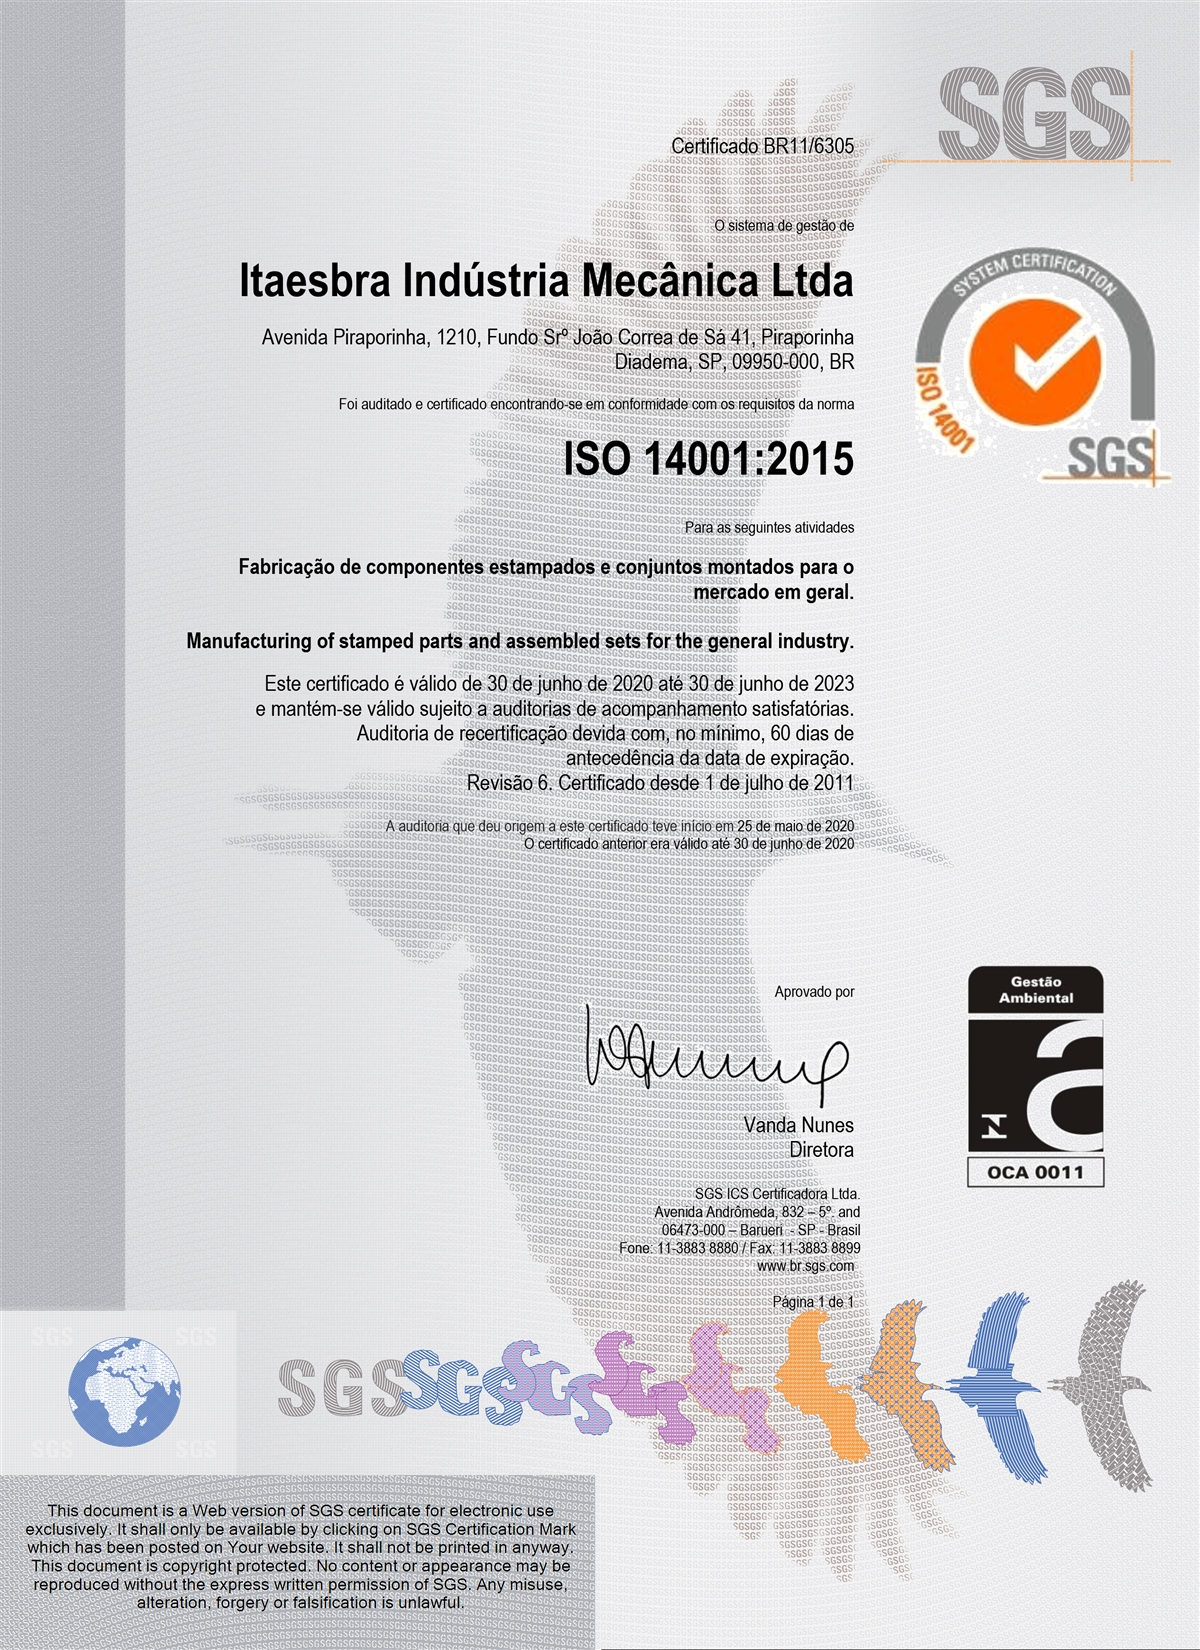 SGS
Certificado BR11/6305
O sistema de gestão de
Itaesbra Indústria Mecânica Ltda
SYSTEM CERTIFICATION
ISO 14001
SGS
Avenida Piraporinha, 1210, Fundo Srº João Correa de Sá 41, Piraporinha
Diadema, SP, 09950-000, BR
Foi auditado e certificado encontrando-se em conformidade com os requisitos da norma
ISO 14001:2015
Para as seguintes atividades
Fabricação de componentes estampados e conjuntos montados para o
mercado em geral.
Manufacturing of stamped parts and assembled sets for the general industry.
Este certificado é válido de 30 de junho de 2020 até 30 de junho de 2023
e mantém-se válido sujeito a auditorias de acompanhamento satisfatórias.
Auditoria de recertificação devida com, no mínimo, 60 dias de
antecedência da data de expiração.
Revisão 6. Certificado desde 1 de julho de 2011
A auditoria que deu origem a este certificado teve início em 25 de maio de 2020
O certificado anterior era válido até 30 de junho de 2020
Aprovado por
Gestão
Ambiental
OCA 0011
Vanda Nunes
Diretora
SGS ICS Certificadora Ltda.
Avenida Andrômeda, 832 – 5º. and
06473-000 – Barueri - SP - Brasil
Fone: 11-3883 8880 / Fax: 11-3883 8899
www.br.sgs.com
Página 1 de 1
SGS SGS
SGS SGS SGS
SGS SGS
This document is a Web version of SGS certificate for electronic use
exclusively. It shall only be available by clicking on SGS Certification Mark
which has been posted on Your website. It shall not be printed in anyway.
This document is copyright protected. No content or appearance may be
reproduced without the express written permission of SGS. Any misuse,
alteration, forgery or falsification is unlawful.